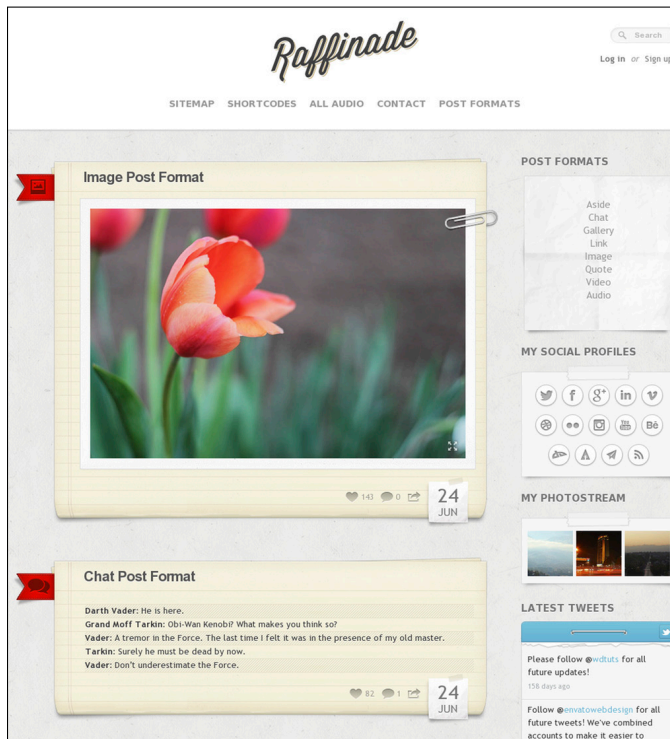 Raffinade
Search
Log in or Sign up
SITEMAP SHORTCODES ALL AUDIO CONTACT POST FORMATS
Image Post Format
143 0
24
JUN
Chat Post Format
Darth Vader: He is here.
Grand Moff Tarkin: Obi-Wan Kenobi? What makes you think so?
Vader: A tremor in the Force. The last time I felt it was in the presence of my old master.
Tarkin: Surely he must be dead by now.
Vader: Don't underestimate the Force.
82 1
24
JUN
POST FORMATS
Aside
Chat
Gallery
Link
Image
Quote
Video
Audio
MY SOCIAL PROFILES
g+ in
You Tube Bē
MY PHOTOSTREAM
LATEST TWEETS
Please follow @wdtuts for all
future updates!
156 days ago
Follow @envatowebdesign for all
future tweets! We've combined
accounts to make it easier to